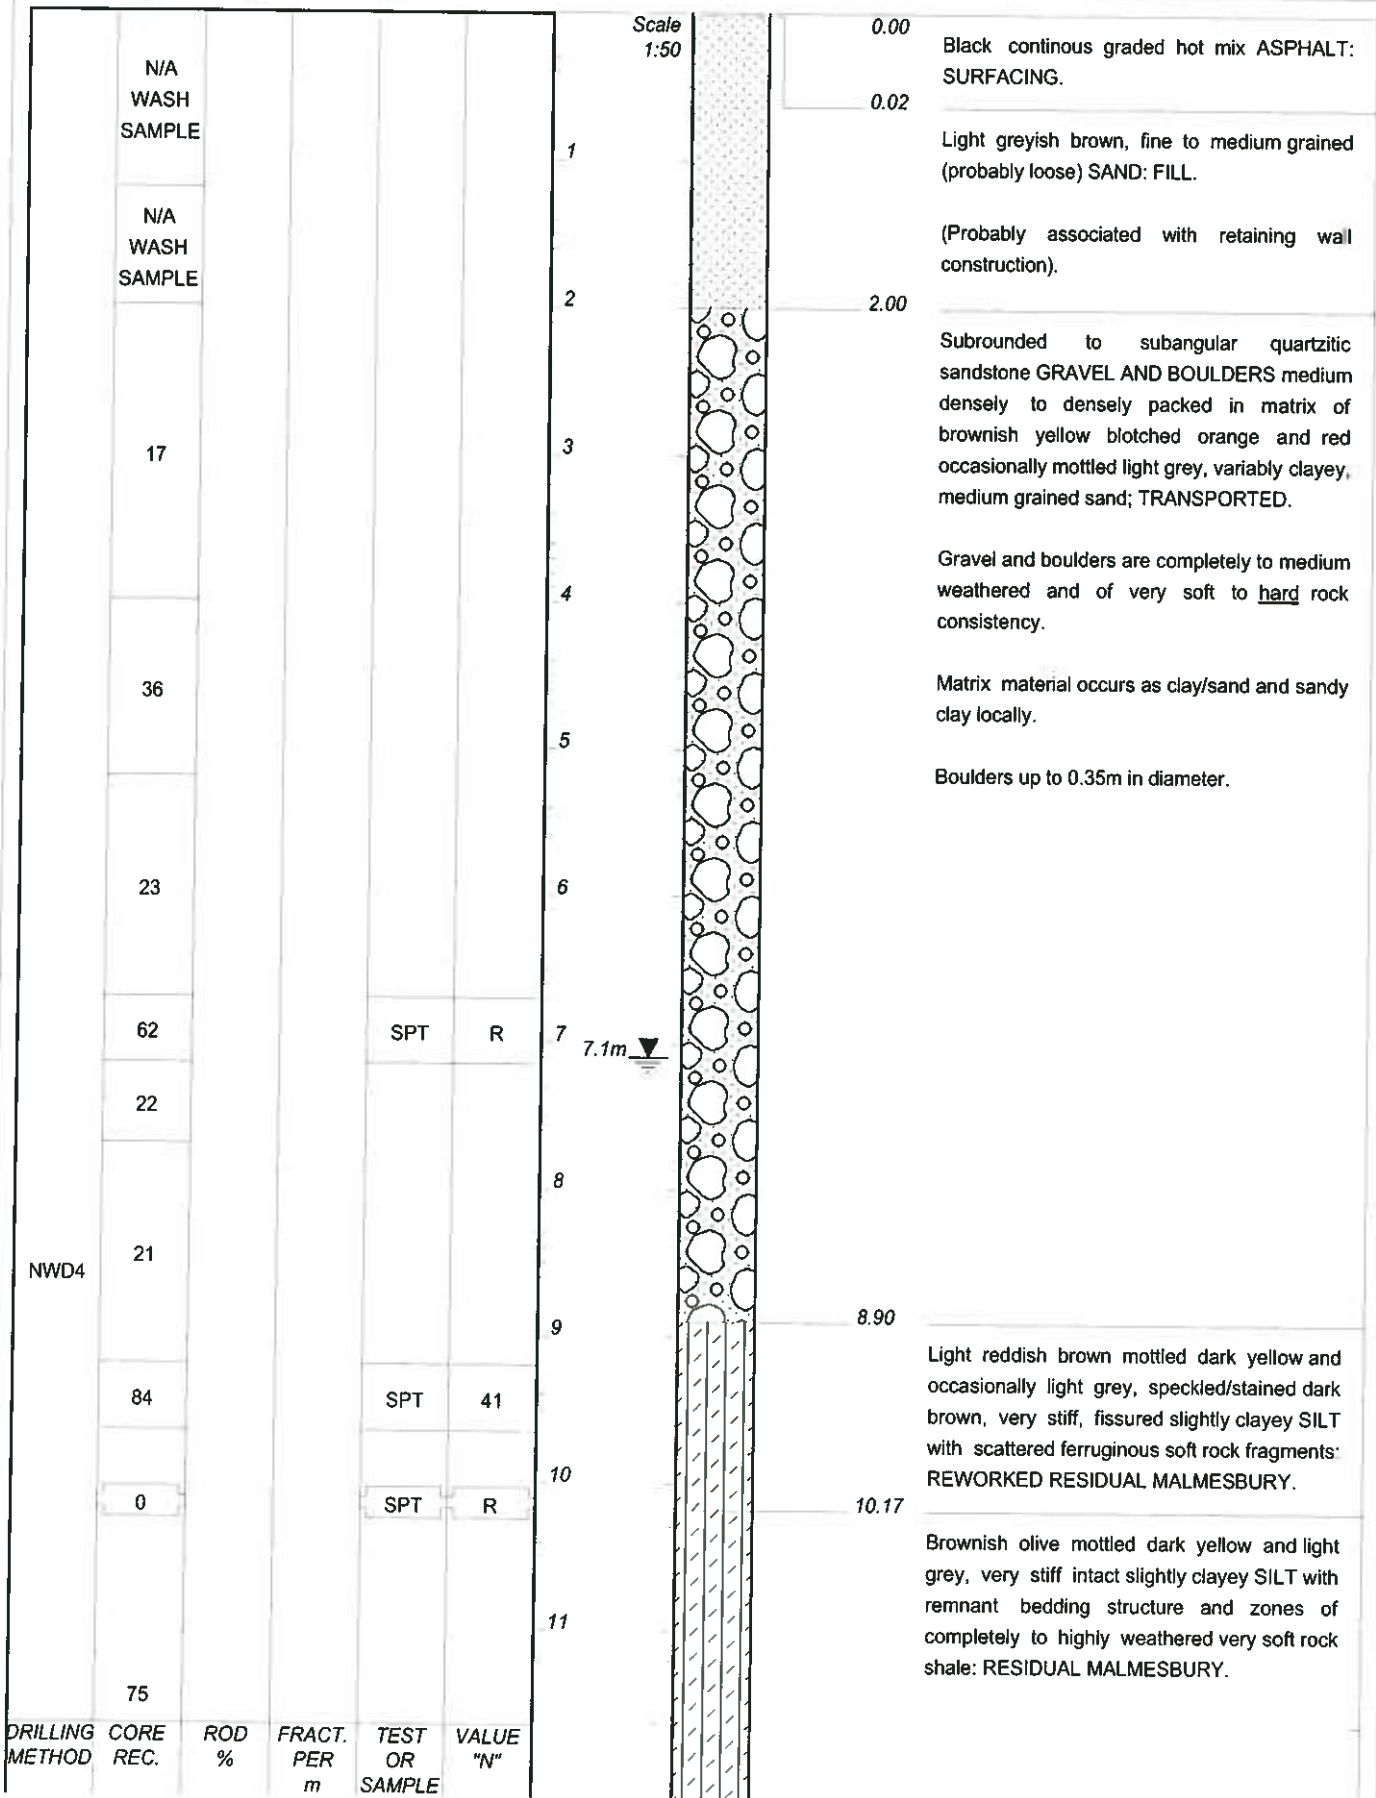 Scale
1:50
0.00
Black continous graded hot mix ASPHALT:
SURFACING.
0.02
N/A
WASH
SAMPLE
1
Light greyish brown, fine to medium grained
(probably loose) SAND: FILL.
N/A
WASH
SAMPLE
(Probably associated with retaining wall
construction).
2
2.00
Subrounded to subangular quartzitic
sandstone GRAVEL AND BOULDERS medium
densely to densely packed in matrix of
brownish yellow blotched orange and red
occasionally mottled light grey, variably clayey,
medium grained sand; TRANSPORTED.
17
3
Gravel and boulders are completely to medium
weathered and of very soft to hard rock
consistency.
4
36
Matrix material occurs as clay/sand and sandy
clay locally.
5
Boulders up to 0.35m in diameter.
23
6
62
SPT
R
7
7.1m
22
8
NWD4
21
8.90
9
Light reddish brown mottled dark yellow and
occasionally light grey, speckled/stained dark
brown, very stiff, fissured slightly clayey SILT
with scattered ferruginous soft rock fragments:
REWORKED RESIDUAL MALMESBURY.
84
SPT
41
10
0
SPT
R
10.17
Brownish olive mottled dark yellow and light
grey, very stiff intact slightly clayey SILT with
remnant bedding structure and zones of
completely to highly weathered very soft rock
shale: RESIDUAL MALMESBURY.
11
75
DRILLING
METHOD
CORE
REC.
RQD
%
FRACT.
PER
m
TEST
OR
SAMPLE
VALUE
"N"